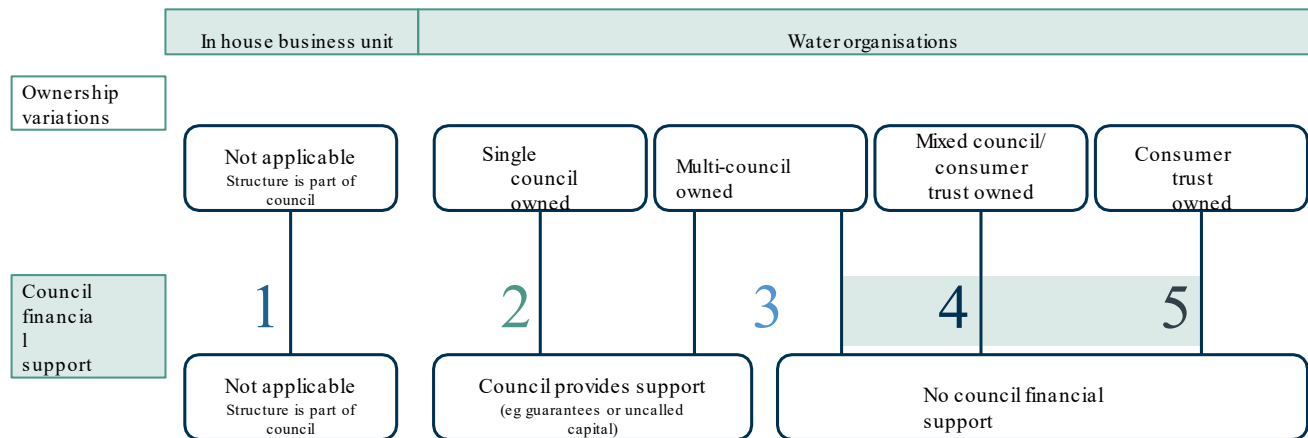 In house business unit
Water organisations
Ownership
variations
Not applicable
Structure is part of
council
Single
council
owned
Multi-council
owned
Mixed council/
consumer
trust owned
Consumer
trust
owned
Council
financia
l
support
1
2
3
4
5
Not applicable
Structure is part of
council
Council provides support
(eg guarantees or uncalled
capital)
No council financial
support